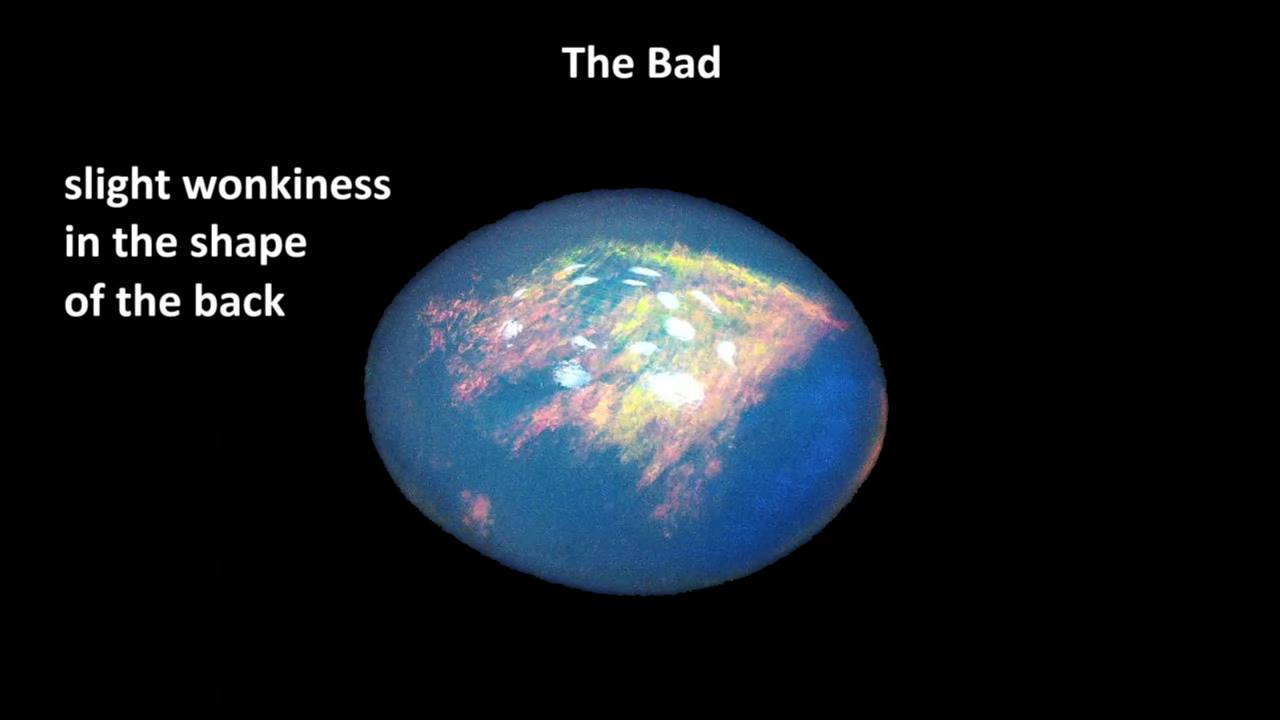 The Bad
slight wonkiness
in the shape
of the back